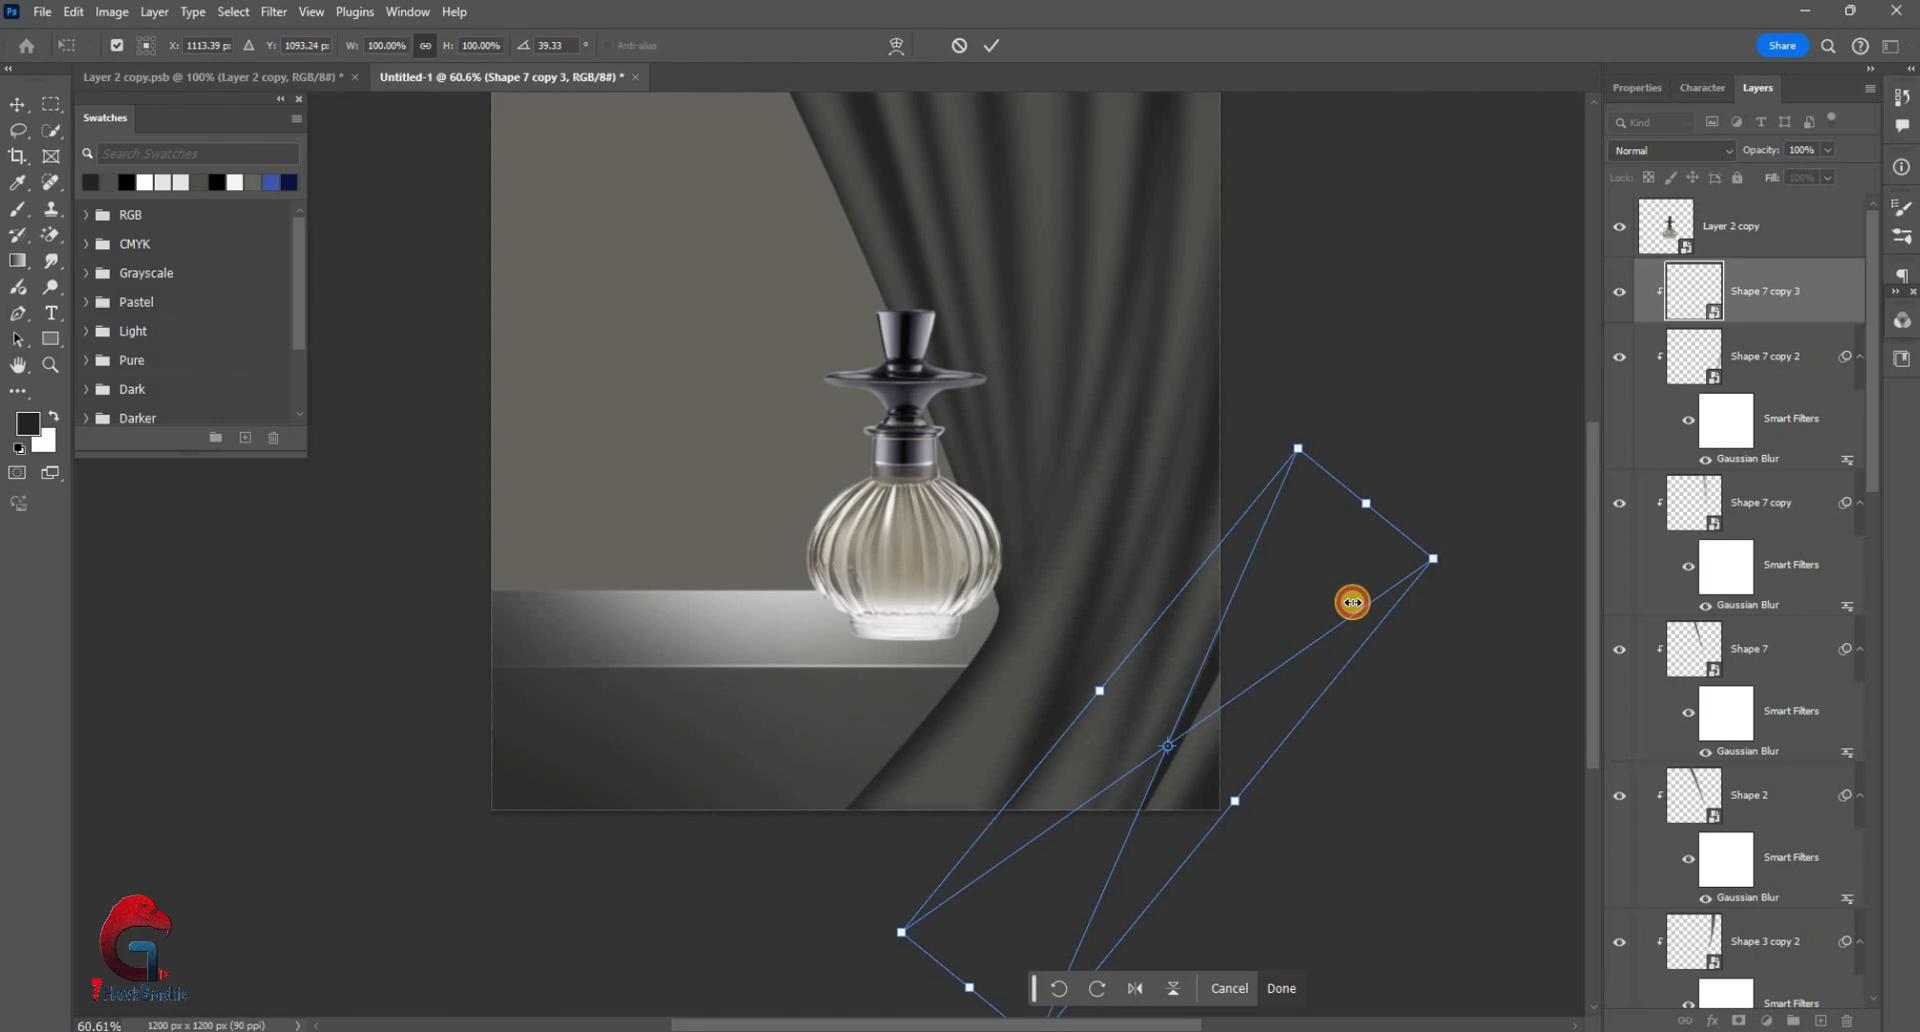 Ps File Edit Image Layer Type Select Filter View Plugins Window Help
X: 1113.39 p: Y: 1093.24 p: W: 100.00% H: 100.00% 39.33 ° Anti-alias Share
Layer 2 copy.psb @ 100% (Layer 2 copy, RGB/8#) * × Untitled-1 @ 60.6% (Shape 7 copy 3, RGB/8#) * ×
Swatches
Search Swatches
RGB
CMYK
Grayscale
Pastel
Light
Pure
Dark
Darker
Properties Character Layers
Kind
Normal Opacity: 100%
Lock: Fill: 100%
Layer 2 copy
Shape 7 copy 3
Shape 7 copy 2
Smart Filters
Gaussian Blur
Shape 7 copy
Smart Filters
Gaussian Blur
Shape 7
Smart Filters
Gaussian Blur
Shape 2
Smart Filters
Gaussian Blur
Shape 3 copy 2
Smart Filters
Cancel Done
60.61% 1200 px x 1200 px (90 ppi)